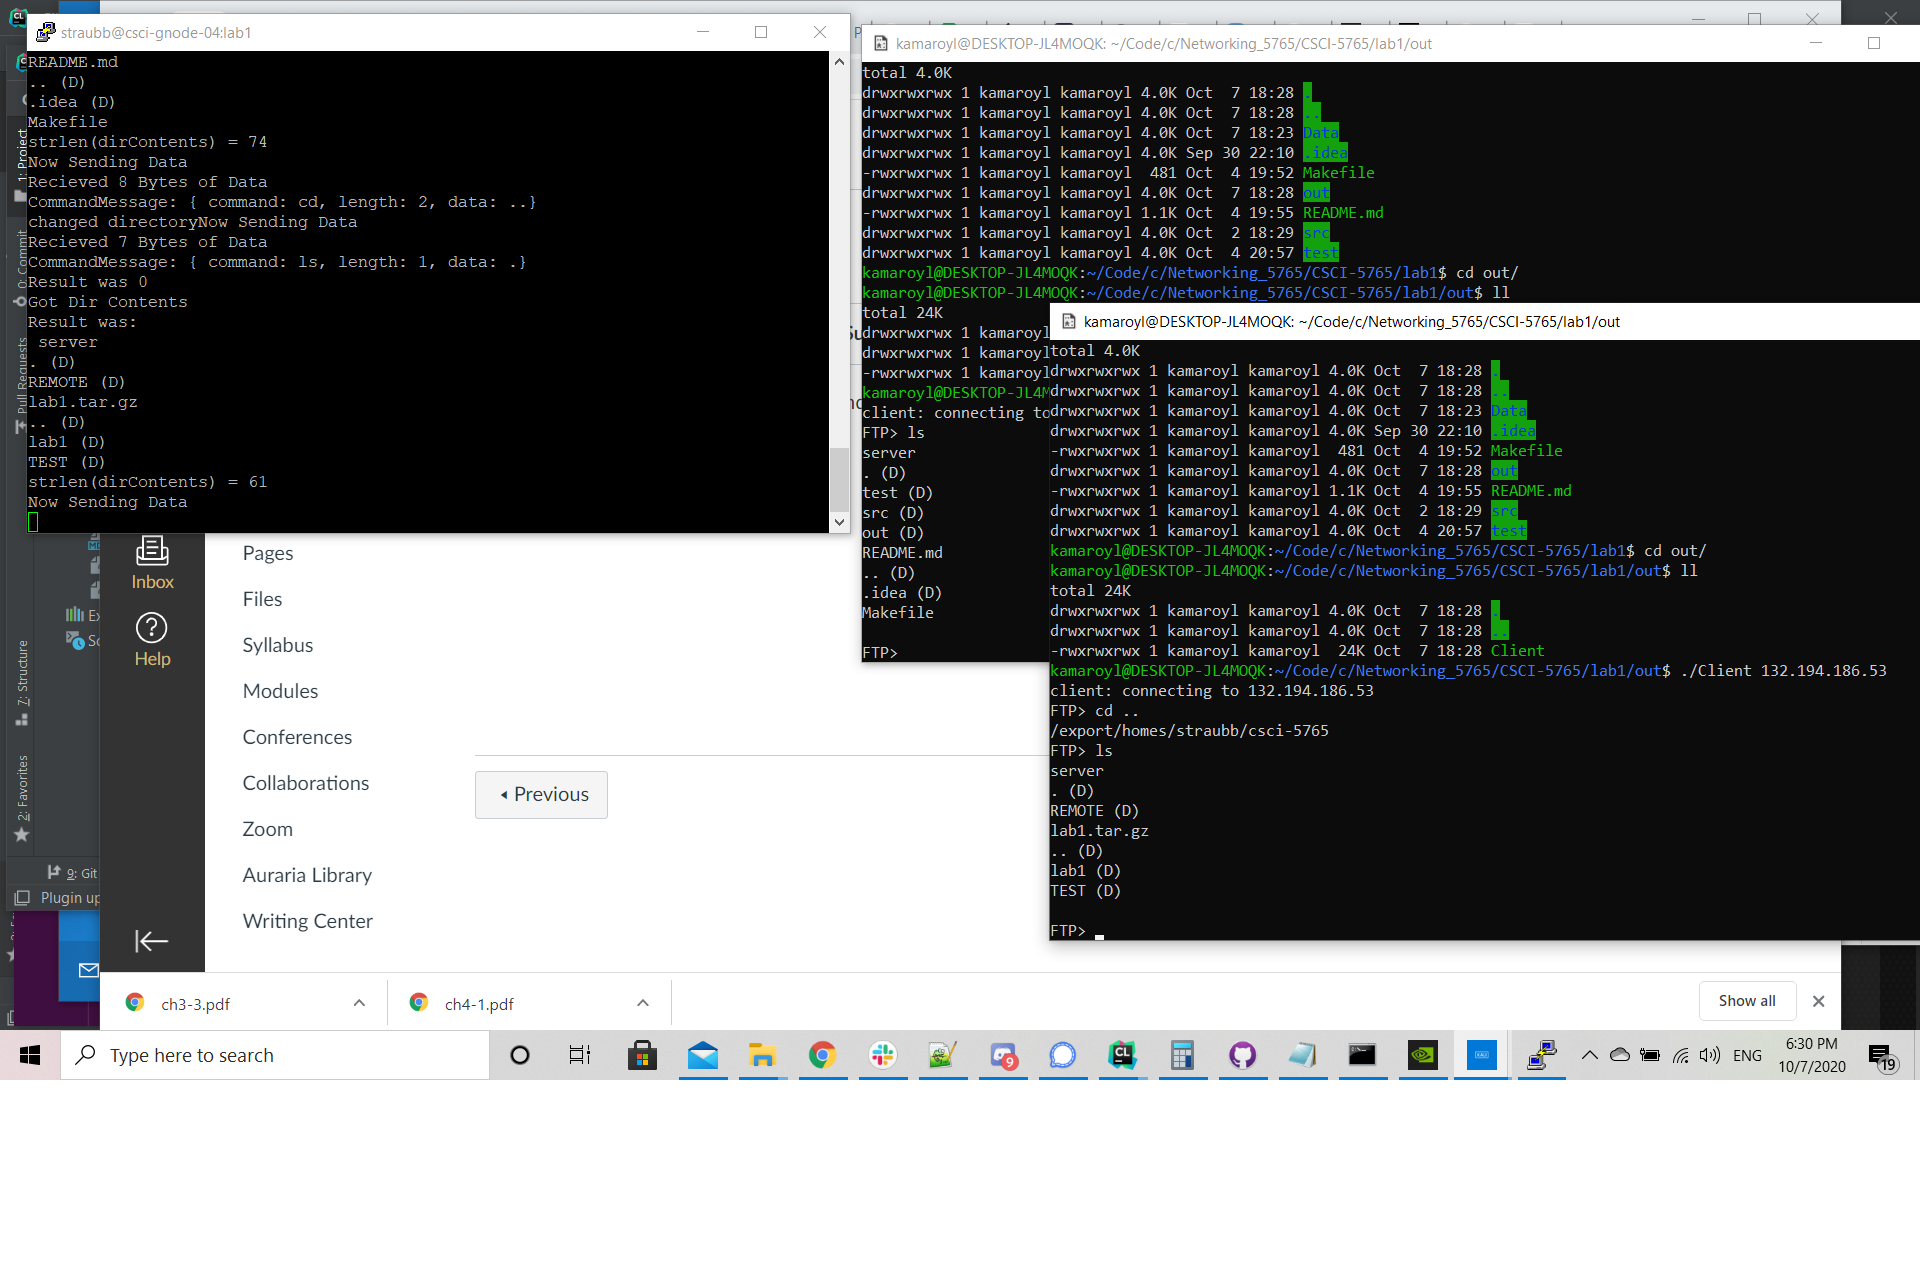 straubb@csci-gnode-04:lab1
README.md
.. (D)
.idea (D)
Makefile
strlen(dirContents) = 74
Now Sending Data
Recieved 8 Bytes of Data
CommandMessage: { command: cd, length: 2, data: ..}
changed directoryNow Sending Data
Recieved 7 Bytes of Data
CommandMessage: { command: ls, length: 1, data: .}
Result was 0
Got Dir Contents
Result was:
server
. (D)
REMOTE (D)
lab1.tar.gz
.. (D)
lab1 (D)
TEST (D)
strlen(dirContents) = 61
Now Sending Data
kamaroyl@DESKTOP-JL4MOQK: ~/Code/c/Networking_5765/CSCI-5765/lab1/out
total 4.0K
drwxrwxrwx 1 kamaroyl kamaroyl 4.0K Oct  7 18:28 .
drwxrwxrwx 1 kamaroyl kamaroyl 4.0K Oct  7 18:28 ..
drwxrwxrwx 1 kamaroyl kamaroyl 4.0K Oct  7 18:23 Data
drwxrwxrwx 1 kamaroyl kamaroyl 4.0K Sep 30 22:10 .idea
-rwxrwxrwx 1 kamaroyl kamaroyl  481 Oct  4 19:52 Makefile
drwxrwxrwx 1 kamaroyl kamaroyl 4.0K Oct  7 18:28 out
-rwxrwxrwx 1 kamaroyl kamaroyl 1.1K Oct  4 19:55 README.md
drwxrwxrwx 1 kamaroyl kamaroyl 4.0K Oct  2 18:29 src
drwxrwxrwx 1 kamaroyl kamaroyl 4.0K Oct  4 20:57 test
kamaroyl@DESKTOP-JL4MOQK:~/Code/c/Networking_5765/CSCI-5765/lab1$ cd out/
kamaroyl@DESKTOP-JL4MOQK:~/Code/c/Networking_5765/CSCI-5765/lab1/out$ ll
total 24K
drwxrwxrwx 1 kamaroyl
drwxrwxrwx 1 kamaroyl
-rwxrwxrwx 1 kamaroyl
kamaroyl@DESKTOP-JL4M
client: connecting to
FTP> ls
server
. (D)
test (D)
src (D)
out (D)
README.md
.. (D)
.idea (D)
Makefile
FTP>
kamaroyl@DESKTOP-JL4MOQK: ~/Code/c/Networking_5765/CSCI-5765/lab1/out
total 4.0K
drwxrwxrwx 1 kamaroyl kamaroyl 4.0K Oct  7 18:28 .
drwxrwxrwx 1 kamaroyl kamaroyl 4.0K Oct  7 18:28 ..
drwxrwxrwx 1 kamaroyl kamaroyl 4.0K Oct  7 18:23 Data
drwxrwxrwx 1 kamaroyl kamaroyl 4.0K Sep 30 22:10 .idea
-rwxrwxrwx 1 kamaroyl kamaroyl  481 Oct  4 19:52 Makefile
drwxrwxrwx 1 kamaroyl kamaroyl 4.0K Oct  7 18:28 out
-rwxrwxrwx 1 kamaroyl kamaroyl 1.1K Oct  4 19:55 README.md
drwxrwxrwx 1 kamaroyl kamaroyl 4.0K Oct  2 18:29 src
drwxrwxrwx 1 kamaroyl kamaroyl 4.0K Oct  4 20:57 test
kamaroyl@DESKTOP-JL4MOQK:~/Code/c/Networking_5765/CSCI-5765/lab1$ cd out/
kamaroyl@DESKTOP-JL4MOQK:~/Code/c/Networking_5765/CSCI-5765/lab1/out$ ll
total 24K
drwxrwxrwx 1 kamaroyl kamaroyl 4.0K Oct  7 18:28 .
drwxrwxrwx 1 kamaroyl kamaroyl 4.0K Oct  7 18:28 ..
-rwxrwxrwx 1 kamaroyl kamaroyl  24K Oct  7 18:28 Client
kamaroyl@DESKTOP-JL4MOQK:~/Code/c/Networking_5765/CSCI-5765/lab1/out$ ./Client 132.194.186.53
client: connecting to 132.194.186.53
FTP> cd ..
/export/homes/straubb/csci-5765
FTP> ls
server
. (D)
REMOTE (D)
lab1.tar.gz
.. (D)
lab1 (D)
TEST (D)
FTP>
1: Project
Commit
Pull Requests
7: Structure
2: Favorites
9: Git
Plugin up
Inbox
Help
Pages
Files
Syllabus
Modules
Conferences
Collaborations
Zoom
Auraria Library
Writing Center
Previous
ch3-3.pdf
ch4-1.pdf
Show all
Type here to search
CL
9
ENG
6:30 PM
10/7/2020
19